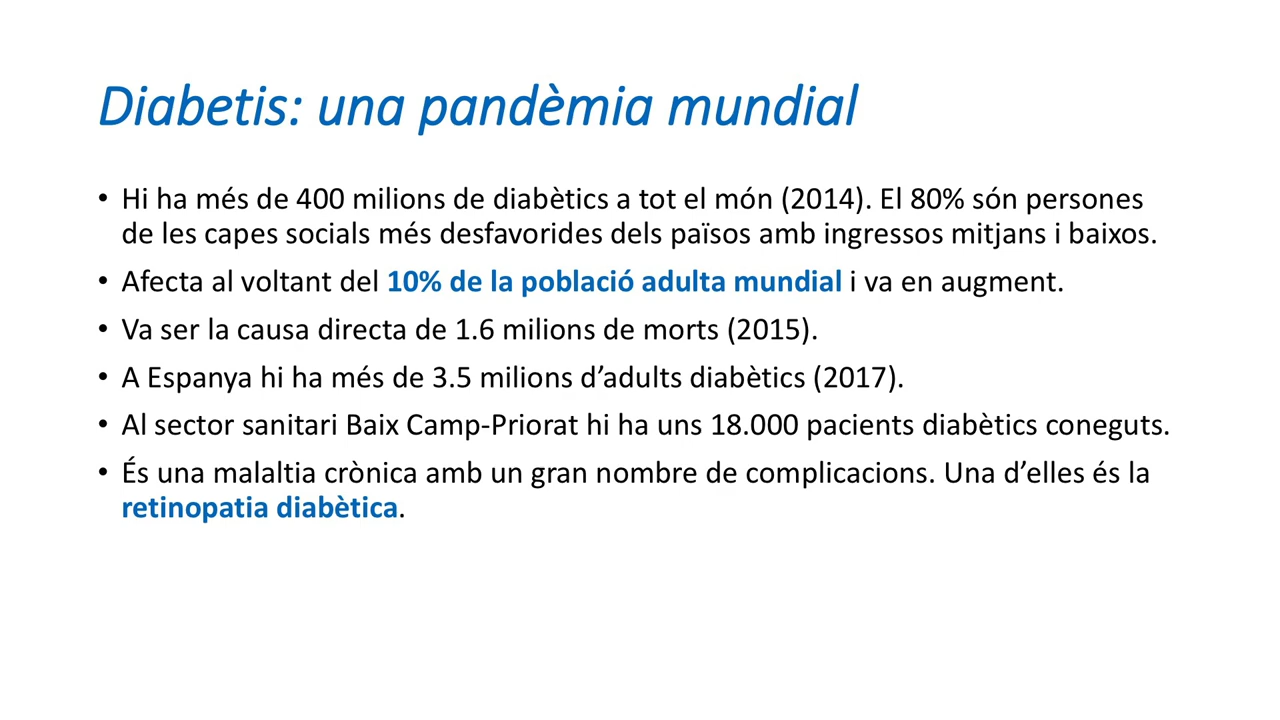 Diabetis: una pandèmia mundial
• Hi ha més de 400 milions de diabètics a tot el món (2014). El 80% són persones
de les capes socials més desfavorides dels països amb ingressos mitjans i baixos.
• Afecta al voltant del 10% de la població adulta mundial i va en augment.
• Va ser la causa directa de 1.6 milions de morts (2015).
• A Espanya hi ha més de 3.5 milions d’adults diabètics (2017).
• Al sector sanitari Baix Camp-Priorat hi ha uns 18.000 pacients diabètics coneguts.
• És una malaltia crònica amb un gran nombre de complicacions. Una d’elles és la
retinopatia diabètica.